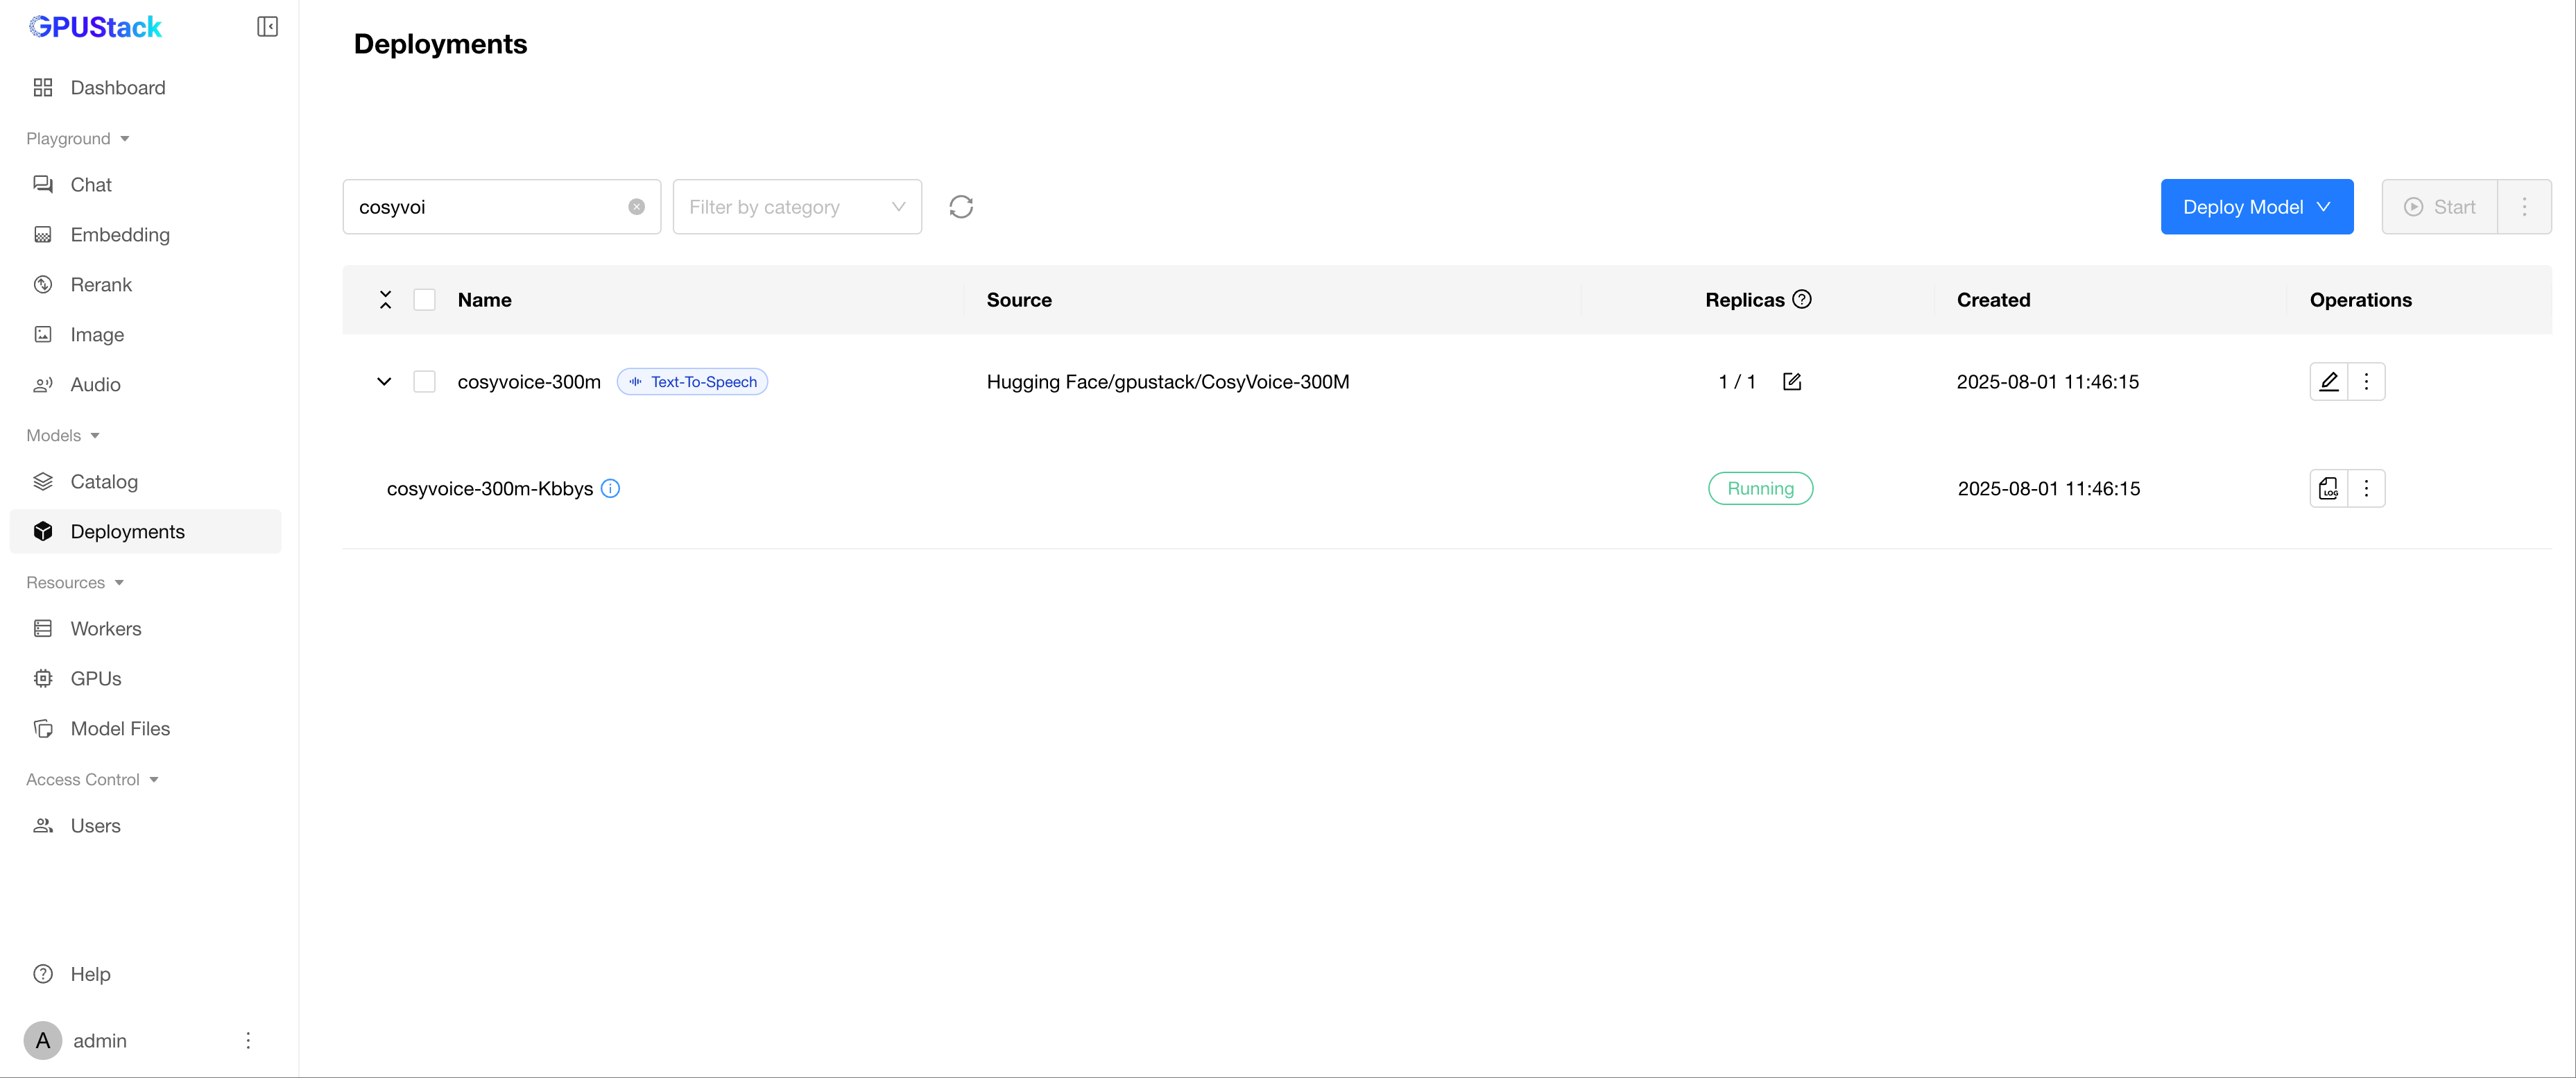 GPUStack
Dashboard
Playground
Chat
Embedding
Rerank
Image
Audio
Models
Catalog
Deployments
Resources
Workers
GPUs
Model Files
Access Control
Users
Help
A admin
Deployments
cosyvoi Filter by category Deploy Model Start
Name Source Replicas Created Operations
cosyvoice-300m Text-To-Speech Hugging Face/gpustack/CosyVoice-300M 1 / 1 2025-08-01 11:46:15
cosyvoice-300m-Kbbys Running 2025-08-01 11:46:15 LOG